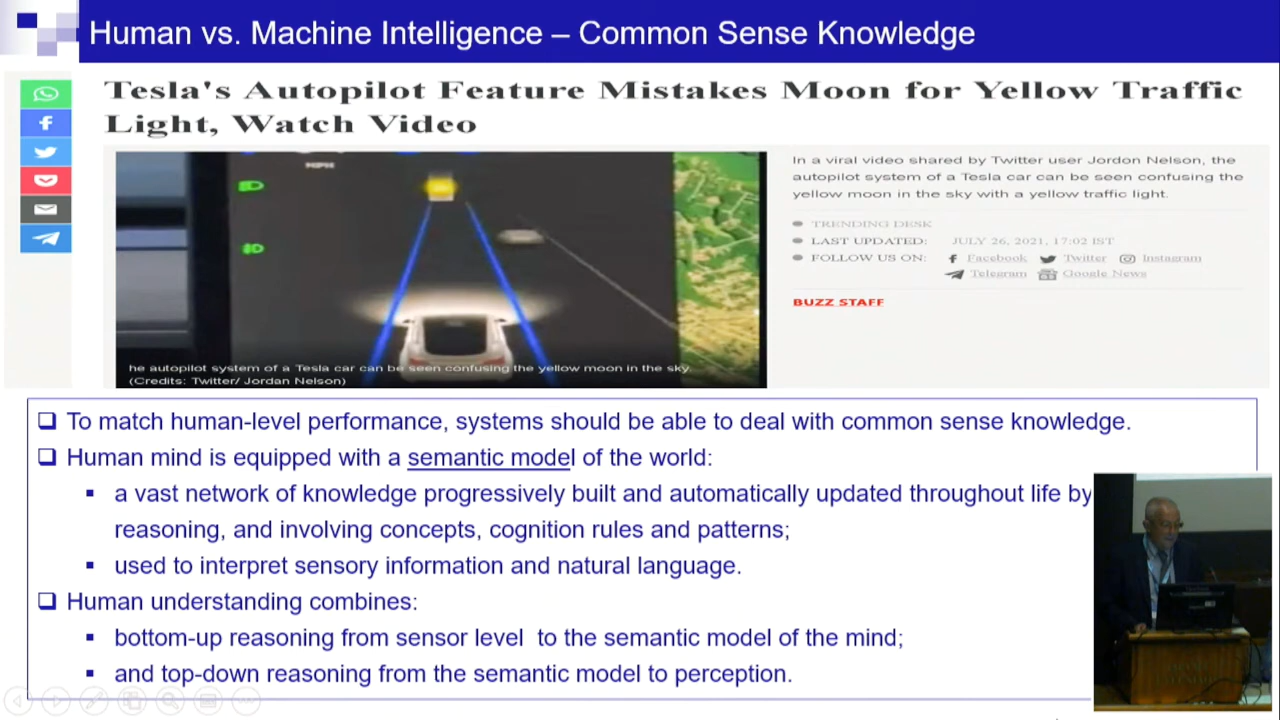 Human vs. Machine Intelligence – Common Sense Knowledge
Tesla's Autopilot Feature Mistakes Moon for Yellow Traffic
Light, Watch Video
MPH
he autopilot system of a Tesla car can be seen confusing the yellow moon in the sky.
(Credits: Twitter/ Jordan Nelson)
In a viral video shared by Twitter user Jordon Nelson, the
autopilot system of a Tesla car can be seen confusing the
yellow moon in the sky with a yellow traffic light.
TRENDING DESK
LAST UPDATED: JULY 26, 2021, 17:02 IST
FOLLOW US ON: Facebook Twitter Instagram
Telegram Google News
BUZZ STAFF
❑ To match human-level performance, systems should be able to deal with common sense knowledge.
❑ Human mind is equipped with a semantic model of the world:
▪ a vast network of knowledge progressively built and automatically updated throughout life by
reasoning, and involving concepts, cognition rules and patterns;
▪ used to interpret sensory information and natural language.
❑ Human understanding combines:
▪ bottom-up reasoning from sensor level to the semantic model of the mind;
▪ and top-down reasoning from the semantic model to perception.